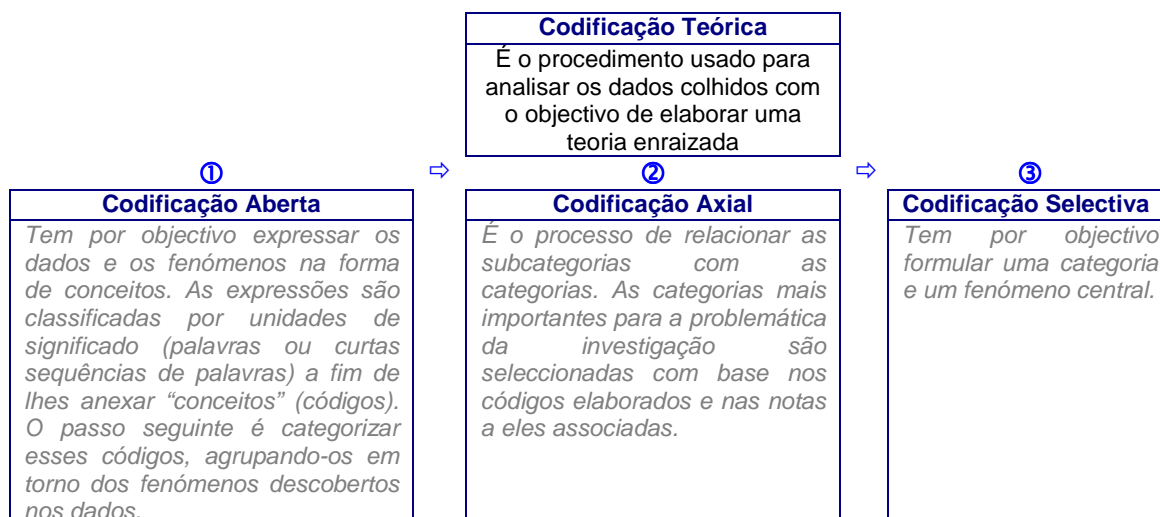 Codificação Teórica
É o procedimento usado para
analisar os dados colhidos com
o objectivo de elaborar uma
teoria enraizada
① ⇨ ② ⇨ ③
Codificação Aberta
Tem por objectivo expressar os
dados e os fenómenos na forma
de conceitos. As expressões são
classificadas por unidades de
significado (palavras ou curtas
sequências de palavras) a fim de
lhes anexar “conceitos” (códigos).
O passo seguinte é categorizar
esses códigos, agrupando-os em
torno dos fenómenos descobertos
nos dados.
Codificação Axial
É o processo de relacionar as
subcategorias com as
categorias. As categorias mais
importantes para a problemática
da investigação são
seleccionadas com base nos
códigos elaborados e nas notas
a eles associadas.
Codificação Selectiva
Tem por objectivo
formular uma categoria
e um fenómeno central.